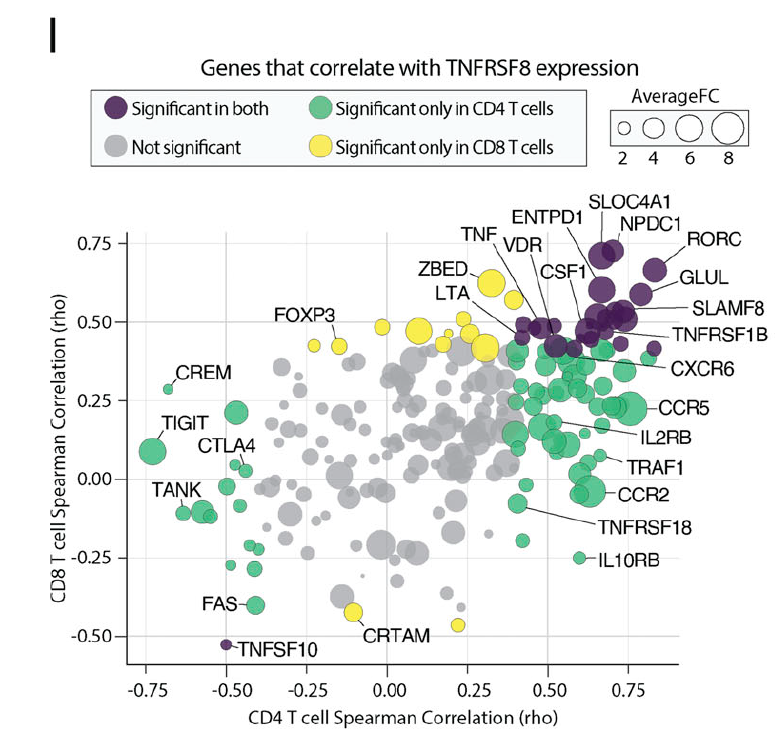 I
Genes that correlate with TNFRSF8 expression
Significant in both
Significant only in CD4 T cells
Not significant
Significant only in CD8 T cells
AverageFC
2 4 6 8
SLOC4A1
ENTPD1
NPDC1
TNF
VDR
RORC
ZBED
CSF1
GLUL
LTA
SLAMF8
FOXP3
TNFRSF1B
CXCR6
CREM
CCR5
TIGIT
CTLA4
IL2RB
TRAF1
TANK
CCR2
TNFRSF18
IL10RB
FAS
CRTAM
TNFSF10
CD8 T cell Spearman Correlation (rho)
0.75
0.50
0.25
0.00
-0.25
-0.50
-0.75 -0.50 -0.25 0.00 0.25 0.50 0.75
CD4 T cell Spearman Correlation (rho)